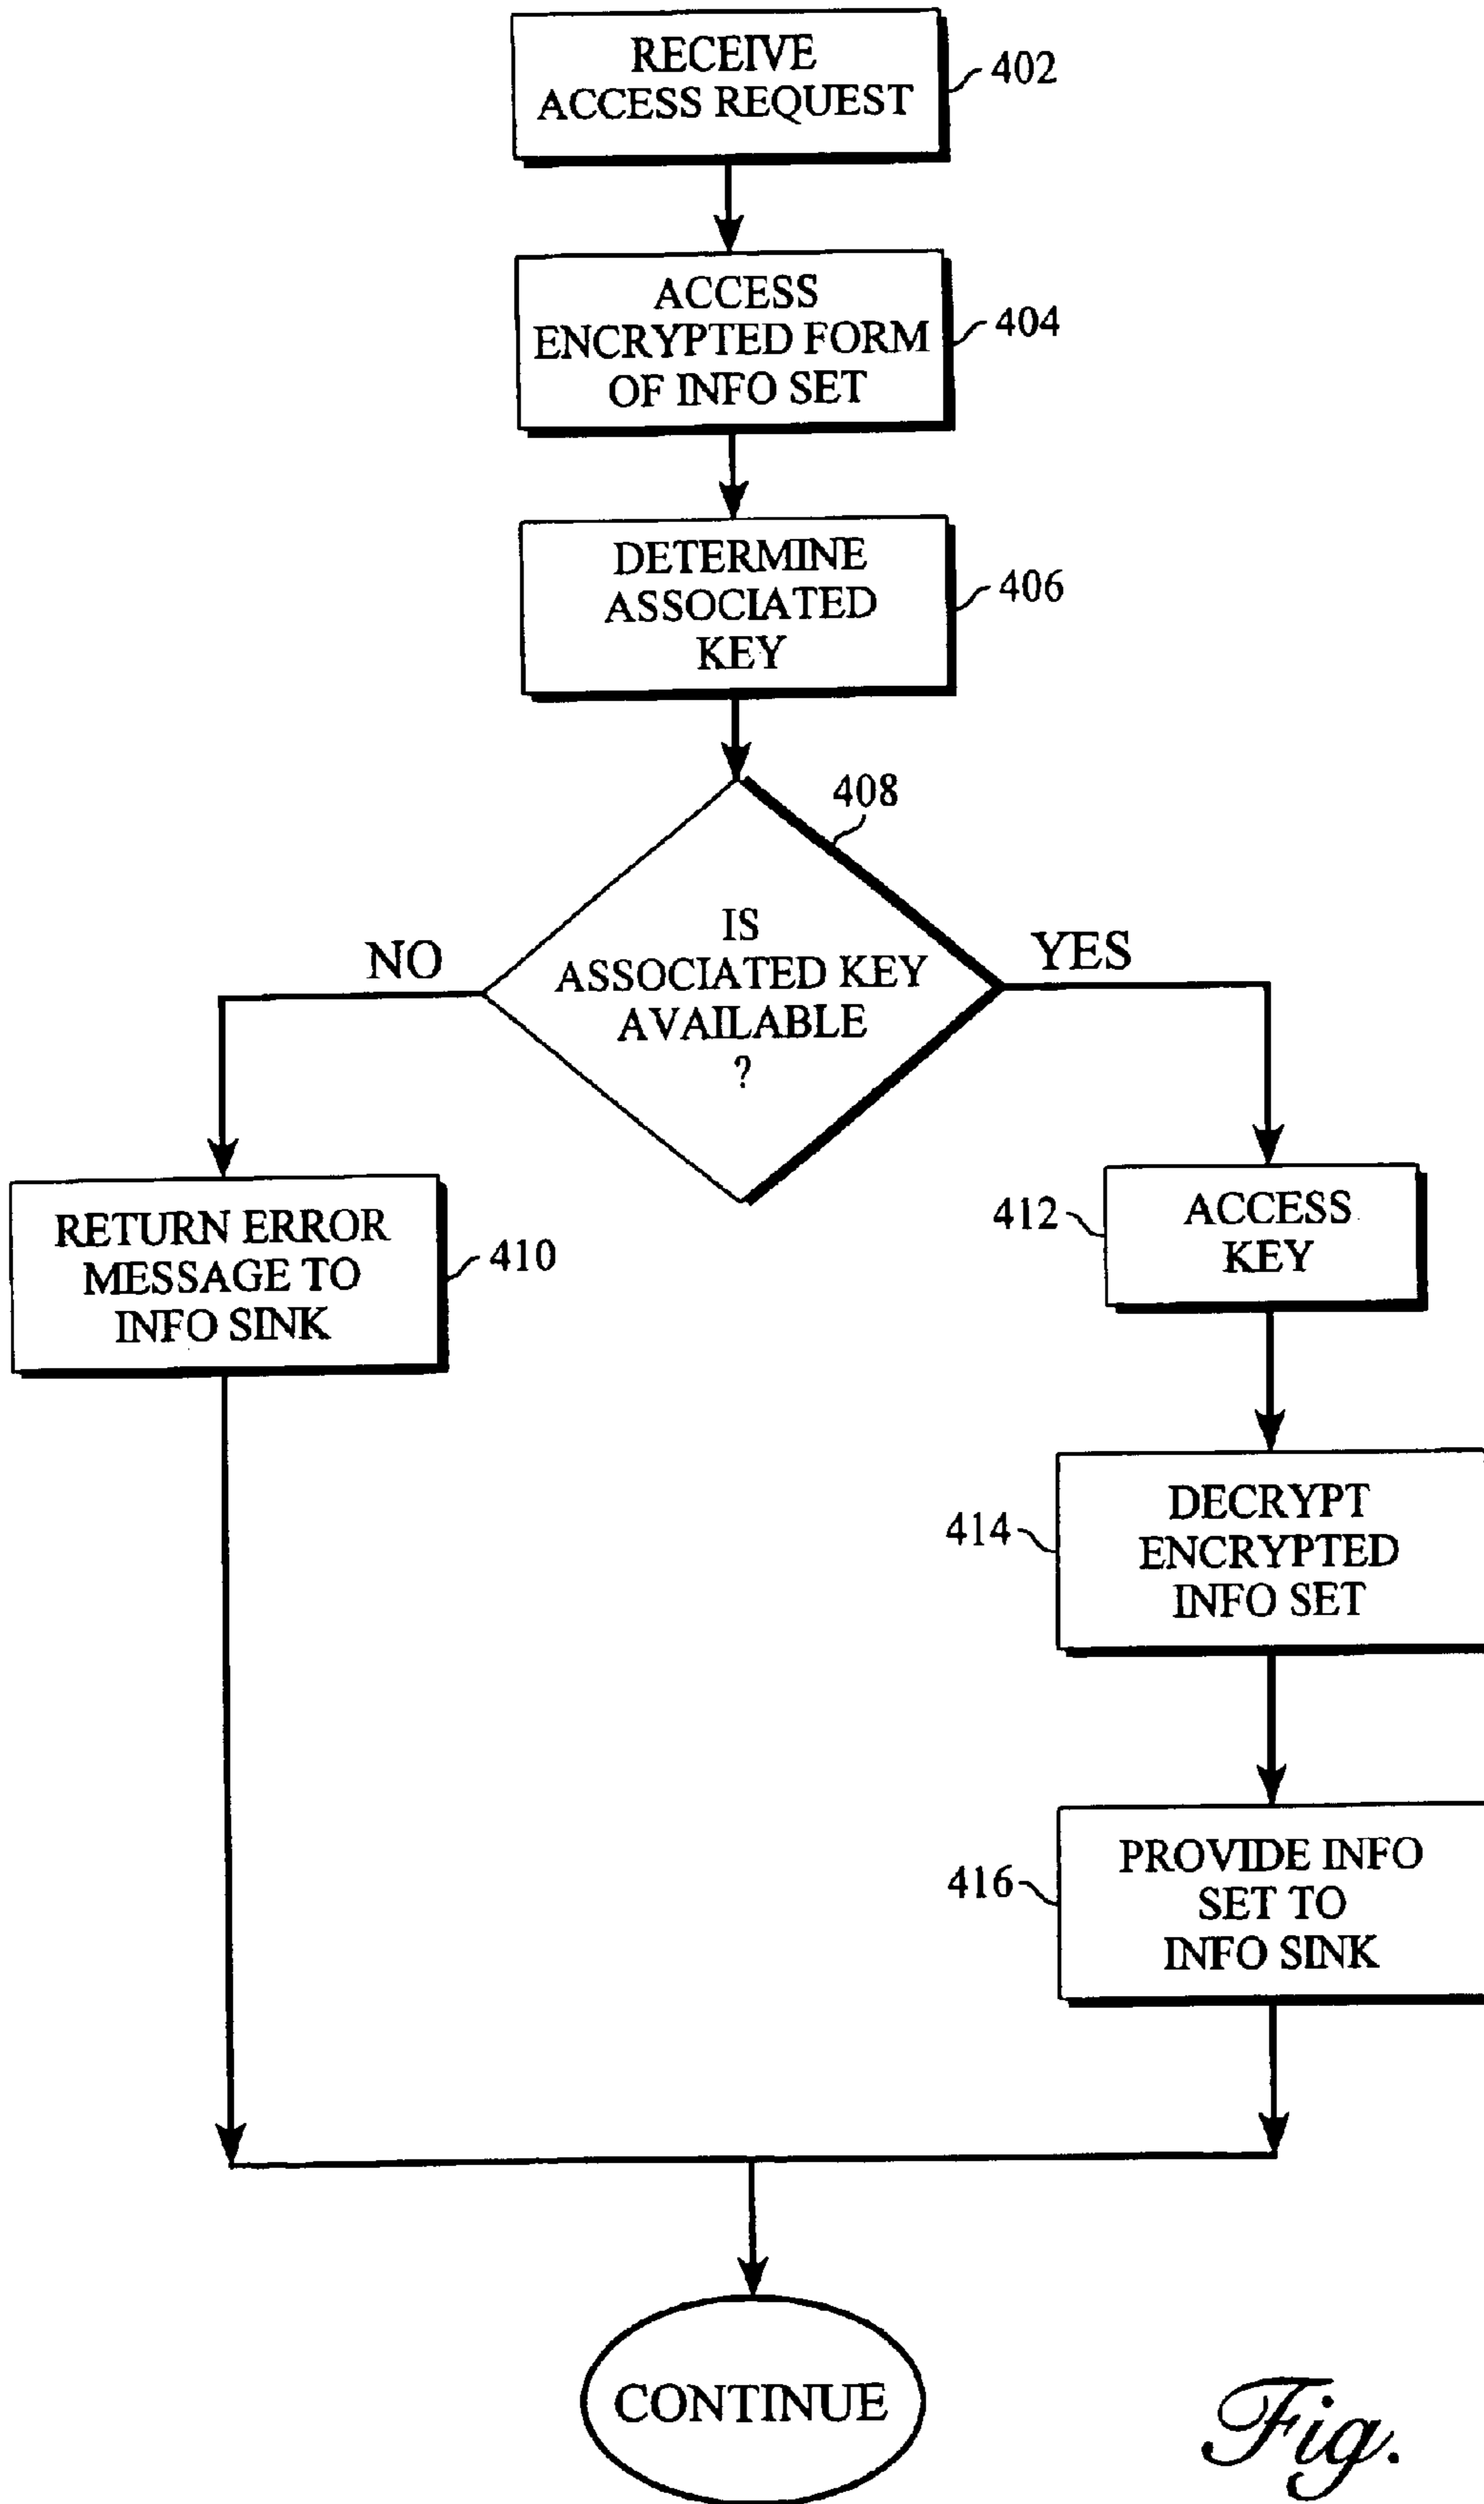 RECEIVE
ACCESS REQUEST
402
ACCESS
ENCRYPTED FORM
OF INFO SET
404
DETERMINE
ASSOCIATED
KEY
406
408
IS
ASSOCIATED KEY
AVAILABLE
?
NO
YES
RETURN ERROR
MESSAGE TO
INFO SINK
410
412
ACCESS
KEY
414
DECRYPT
ENCRYPTED
INFO SET
416
PROVIDE INFO
SET TO
INFO SINK
CONTINUE
Fig.